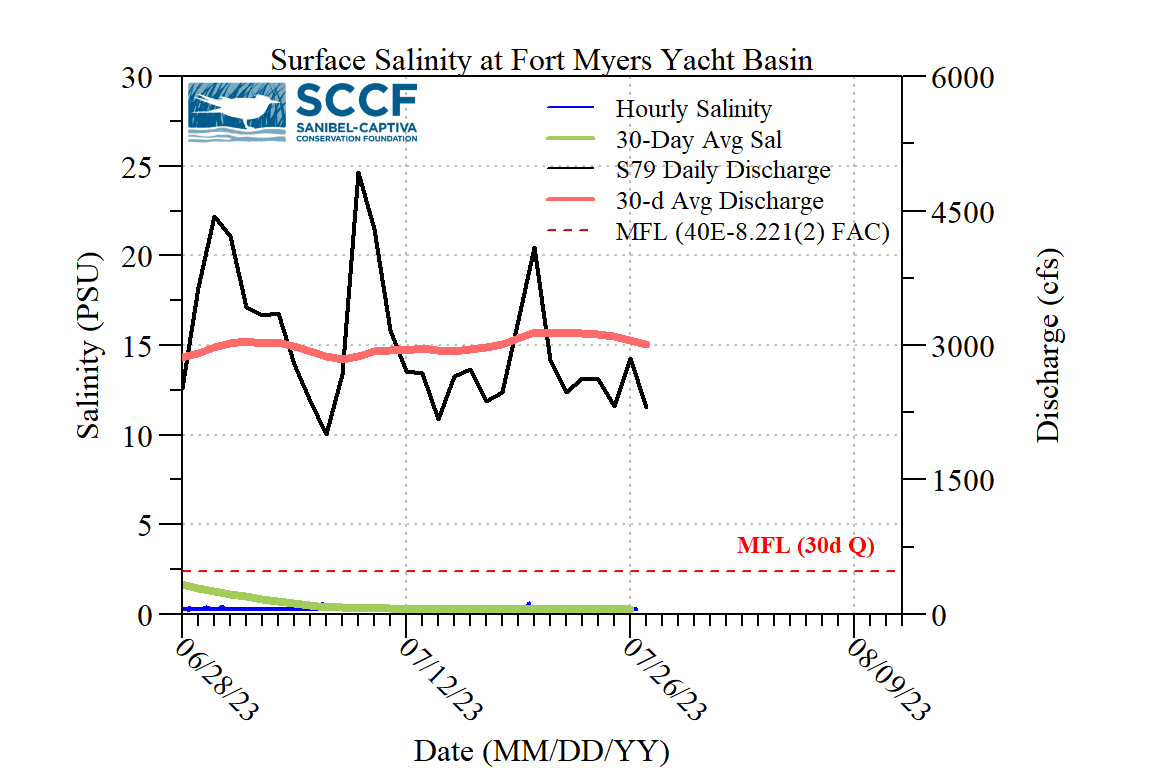 Surface Salinity at Fort Myers Yacht Basin
SCCF
SANIBEL-CAPTIVA
CONSERVATION FOUNDATION
Hourly Salinity
30-Day Avg Sal
S79 Daily Discharge
30-d Avg Discharge
MFL (40E-8.221(2) FAC)
30
25
20
15
10
5
0
Salinity (PSU)
6000
4500
3000
1500
0
Discharge (cfs)
MFL (30d Q)
06/28/23
07/12/23
07/26/23
08/09/23
Date (MM/DD/YY)